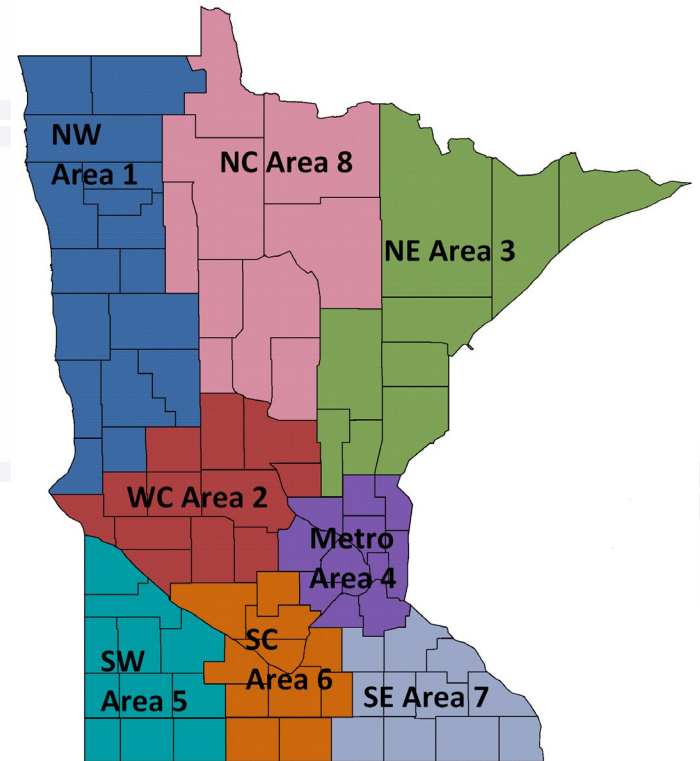 NW
Area 1
NC Area 8
NE Area 3
WC Area 2
Metro
Area 4
SC
Area 6
SW
Area 5
SE Area 7